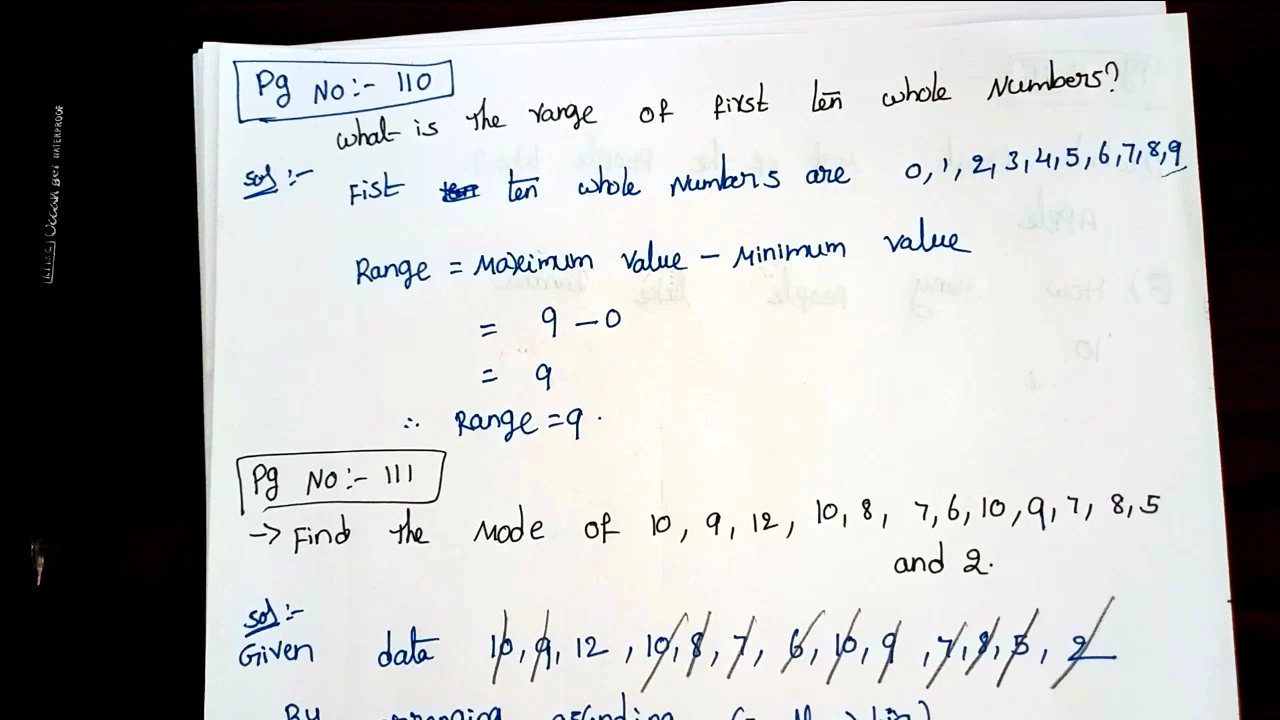 Pg No:- 110
What is the range of first ten whole Numbers?
Sol :- Fist ten whole Numbers are 0, 1, 2, 3, 4, 5, 6, 7, 8, 9
Range = Maximum value - Minimum value
= 9 - 0
= 9
∴ Range = 9.
Pg No:- 111
→ Find the Mode of 10, 9, 12, 10, 8, 7, 6, 10, 9, 7, 8, 5
and 2.
Sol :-
Given data 10, 9, 12, 10, 8, 7, 6, 10, 9, 7, 8, 5, 2
By arranging ascending